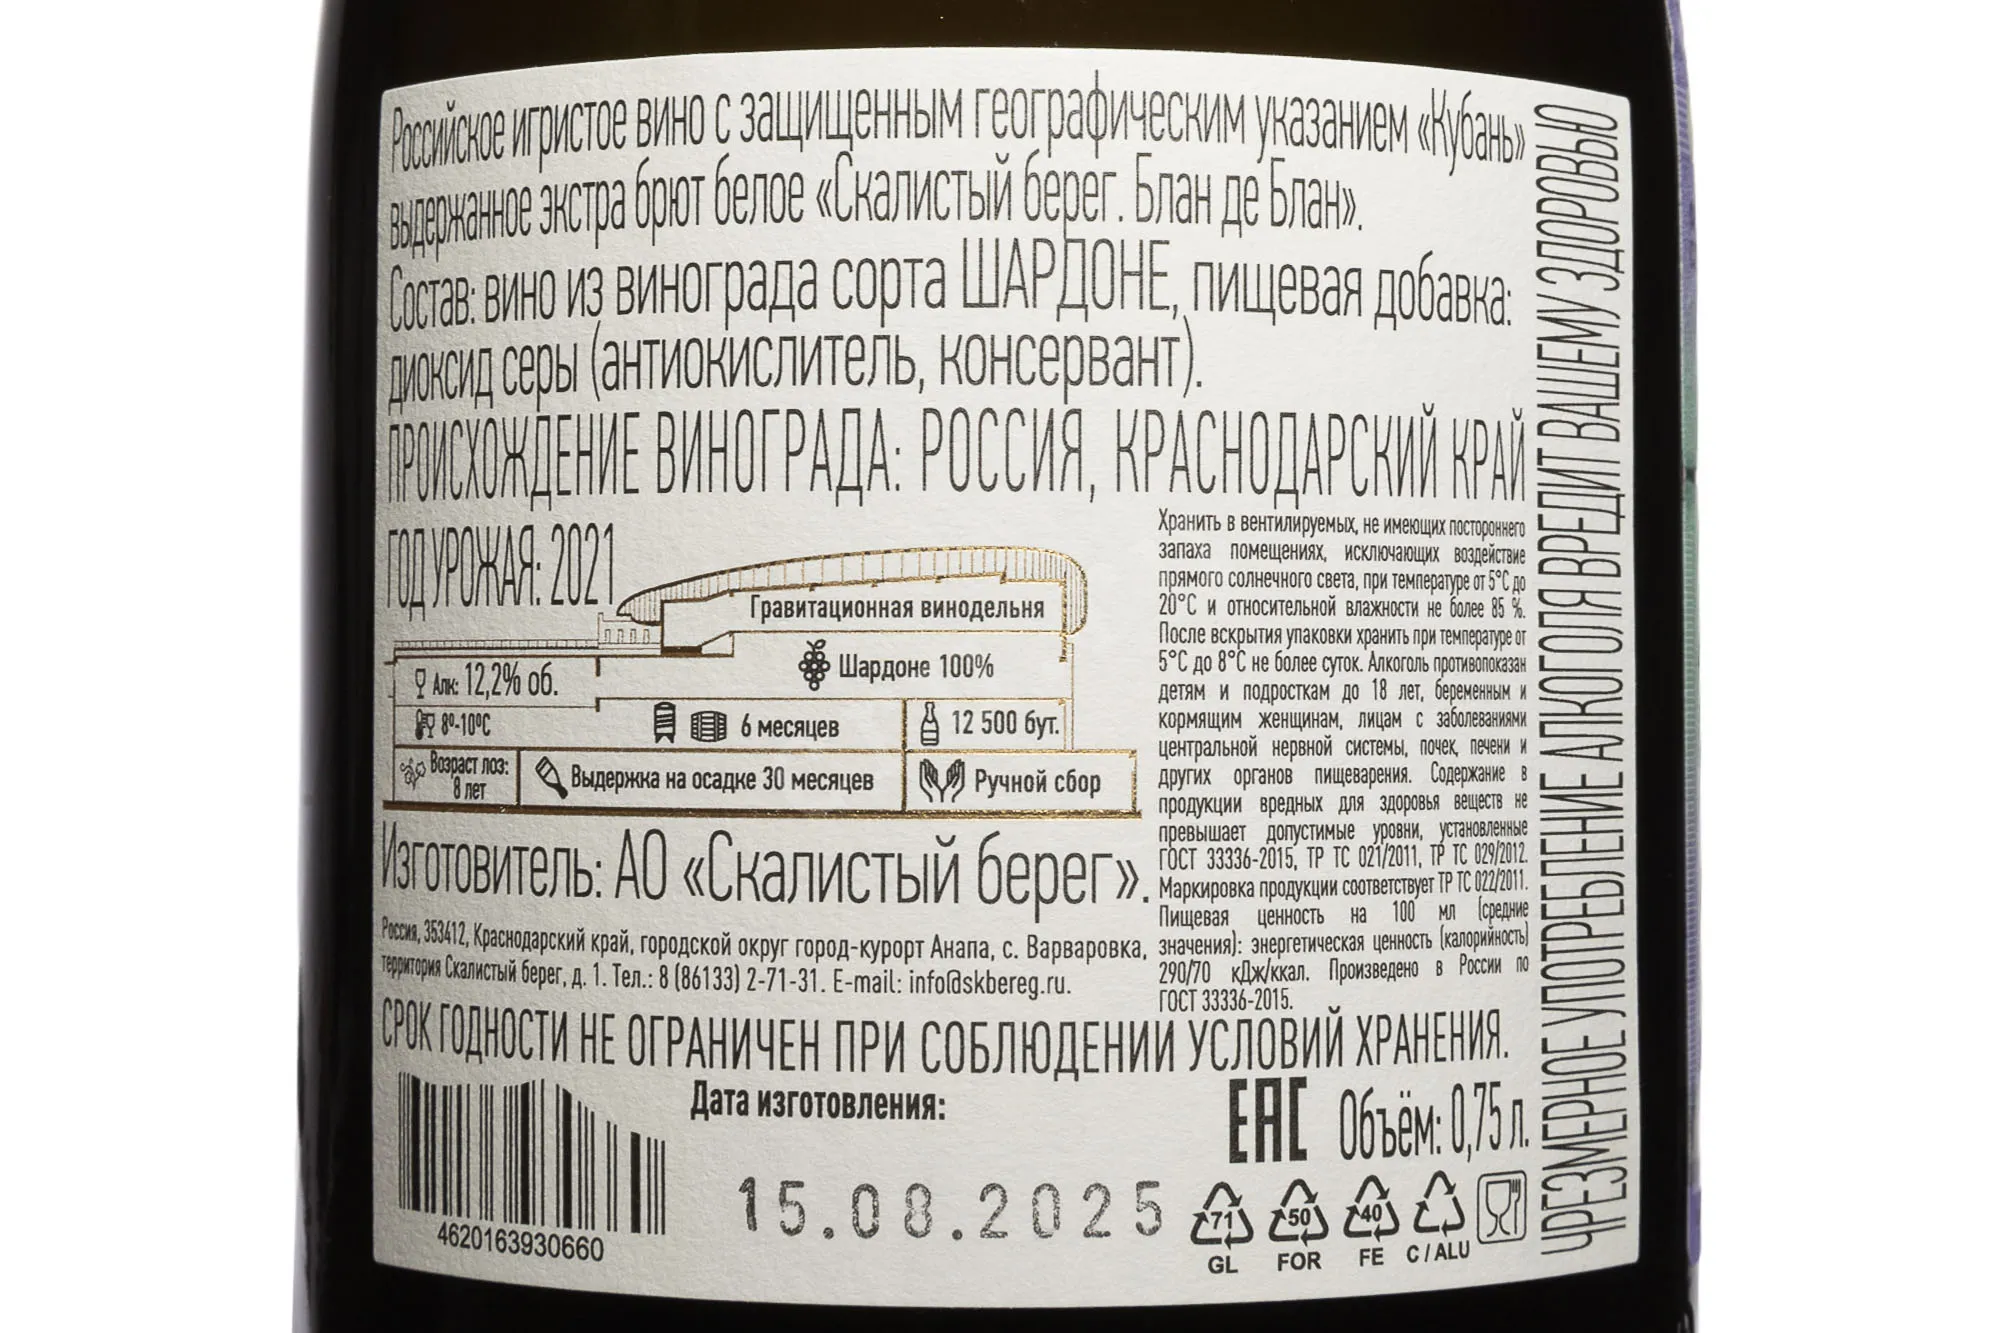 Российское игристое вино с защищенным географическим указанием «Кубань»
выдержанное экстра брют белое «Скалистый берег. Блан де Блан».
Состав: вино из винограда сорта ШАРДОНЕ, пищевая добавка:
диоксид серы (антиокислитель, консервант).
ПРОИСХОЖДЕНИЕ ВИНОГРАДА: РОССИЯ, КРАСНОДАРСКИЙ КРАЙ
ГОД УРОЖАЯ: 2021
Гравитационная винодельня
Шардоне 100%
Алк: 12,2% об.
8º-10ºC
6 месяцев
12 500 бут.
Возраст лоз:
8 лет
Выдержка на осадке 30 месяцев
Ручной сбор
Хранить в вентилируемых, не имеющих постороннего
запаха помещениях, исключающих воздействие
прямого солнечного света, при температуре от 5°C до
20°C и относительной влажности не более 85 %.
После вскрытия упаковки хранить при температуре от
5°C до 8°C не более суток. Алкоголь противопоказан
детям и подросткам до 18 лет, беременным и
кормящим женщинам, лицам с заболеваниями
центральной нервной системы, почек, печени и
других органов пищеварения. Содержание в
продукции вредных для здоровья веществ не
превышает допустимые уровни, установленные
ГОСТ 33336-2015, ТР ТС 021/2011, ТР ТС 029/2012.
Маркировка продукции соответствует ТР ТС 022/2011.
Пищевая ценность на 100 мл (средние
значения): энергетическая ценность (калорийность)
290/70 кДж/ккал. Произведено в России по
ГОСТ 33336-2015.
Изготовитель: АО «Скалистый берег».
Россия, 353412, Краснодарский край, городской округ город-курорт Анапа, с. Варваровка,
территория Скалистый берег, д. 1. Тел.: 8 (86133) 2-71-31. E-mail: info@skbereg.ru.
СРОК ГОДНОСТИ НЕ ОГРАНИЧЕН ПРИ СОБЛЮДЕНИИ УСЛОВИЙ ХРАНЕНИЯ.
Дата изготовления:
15.08.2025
4620163930660
EAC
Объём: 0,75 л.
71
GL
50
FOR
40
FE
C/ALU
ЧРЕЗМЕРНОЕ УПОТРЕБЛЕНИЕ АЛКОГОЛЯ ВРЕДИТ ВАШЕМУ ЗДОРОВЬЮ